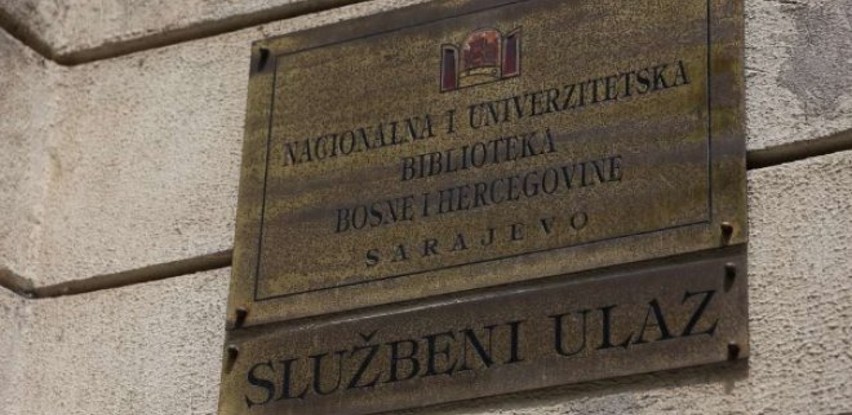 NACIONALNA I UNIVERZITETSKA
BIBLIOTEKA
BOSNE I HERCEGOVINE
SARAJEVO
SLUŽBENI ULAZ